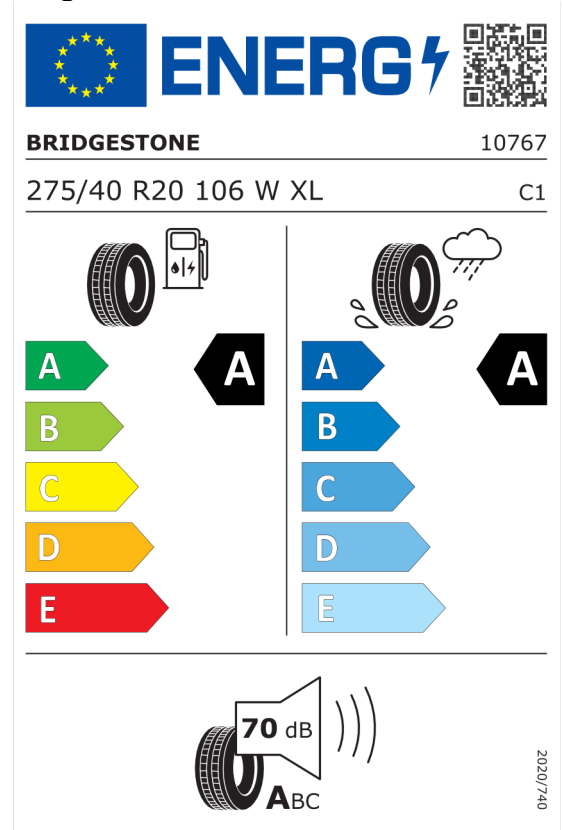 ENERG
BRIDGESTONE 10767
275/40 R20 106 W XL C1
A A A A
B B
C C
D D
E E
70 dB
ABC
2020/740